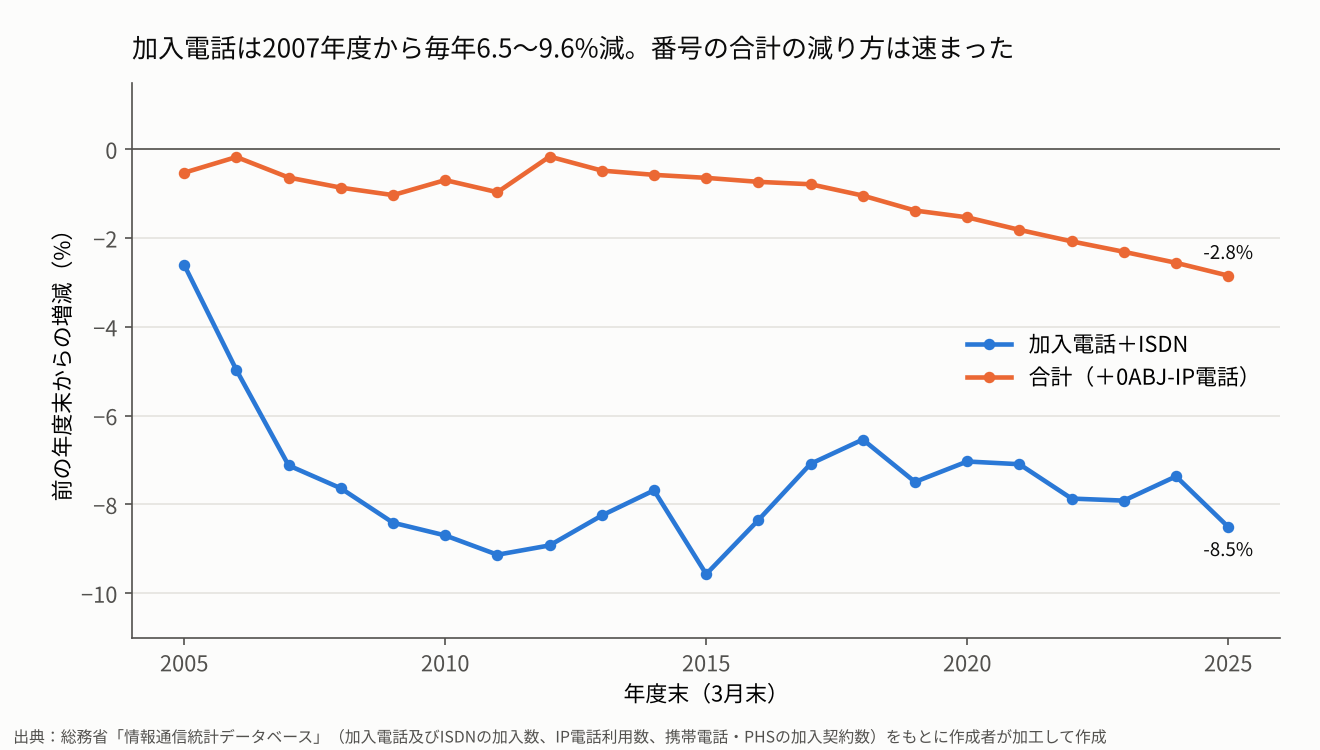 加入電話は2007年度から毎年6.5〜9.6%減。番号の合計の減り方は速まった
前の年度末からの増減（%）
0
−2
−4
−6
−8
−10
-2.8%
加入電話＋ISDN
合計（＋0ABJ-IP電話）
-8.5%
2005
2010
2015
2020
2025
年度末（3月末）
出典：総務省「情報通信統計データベース」（加入電話及びISDNの加入数、IP電話利用数、携帯電話・PHSの加入契約数）をもとに作成者が加工して作成